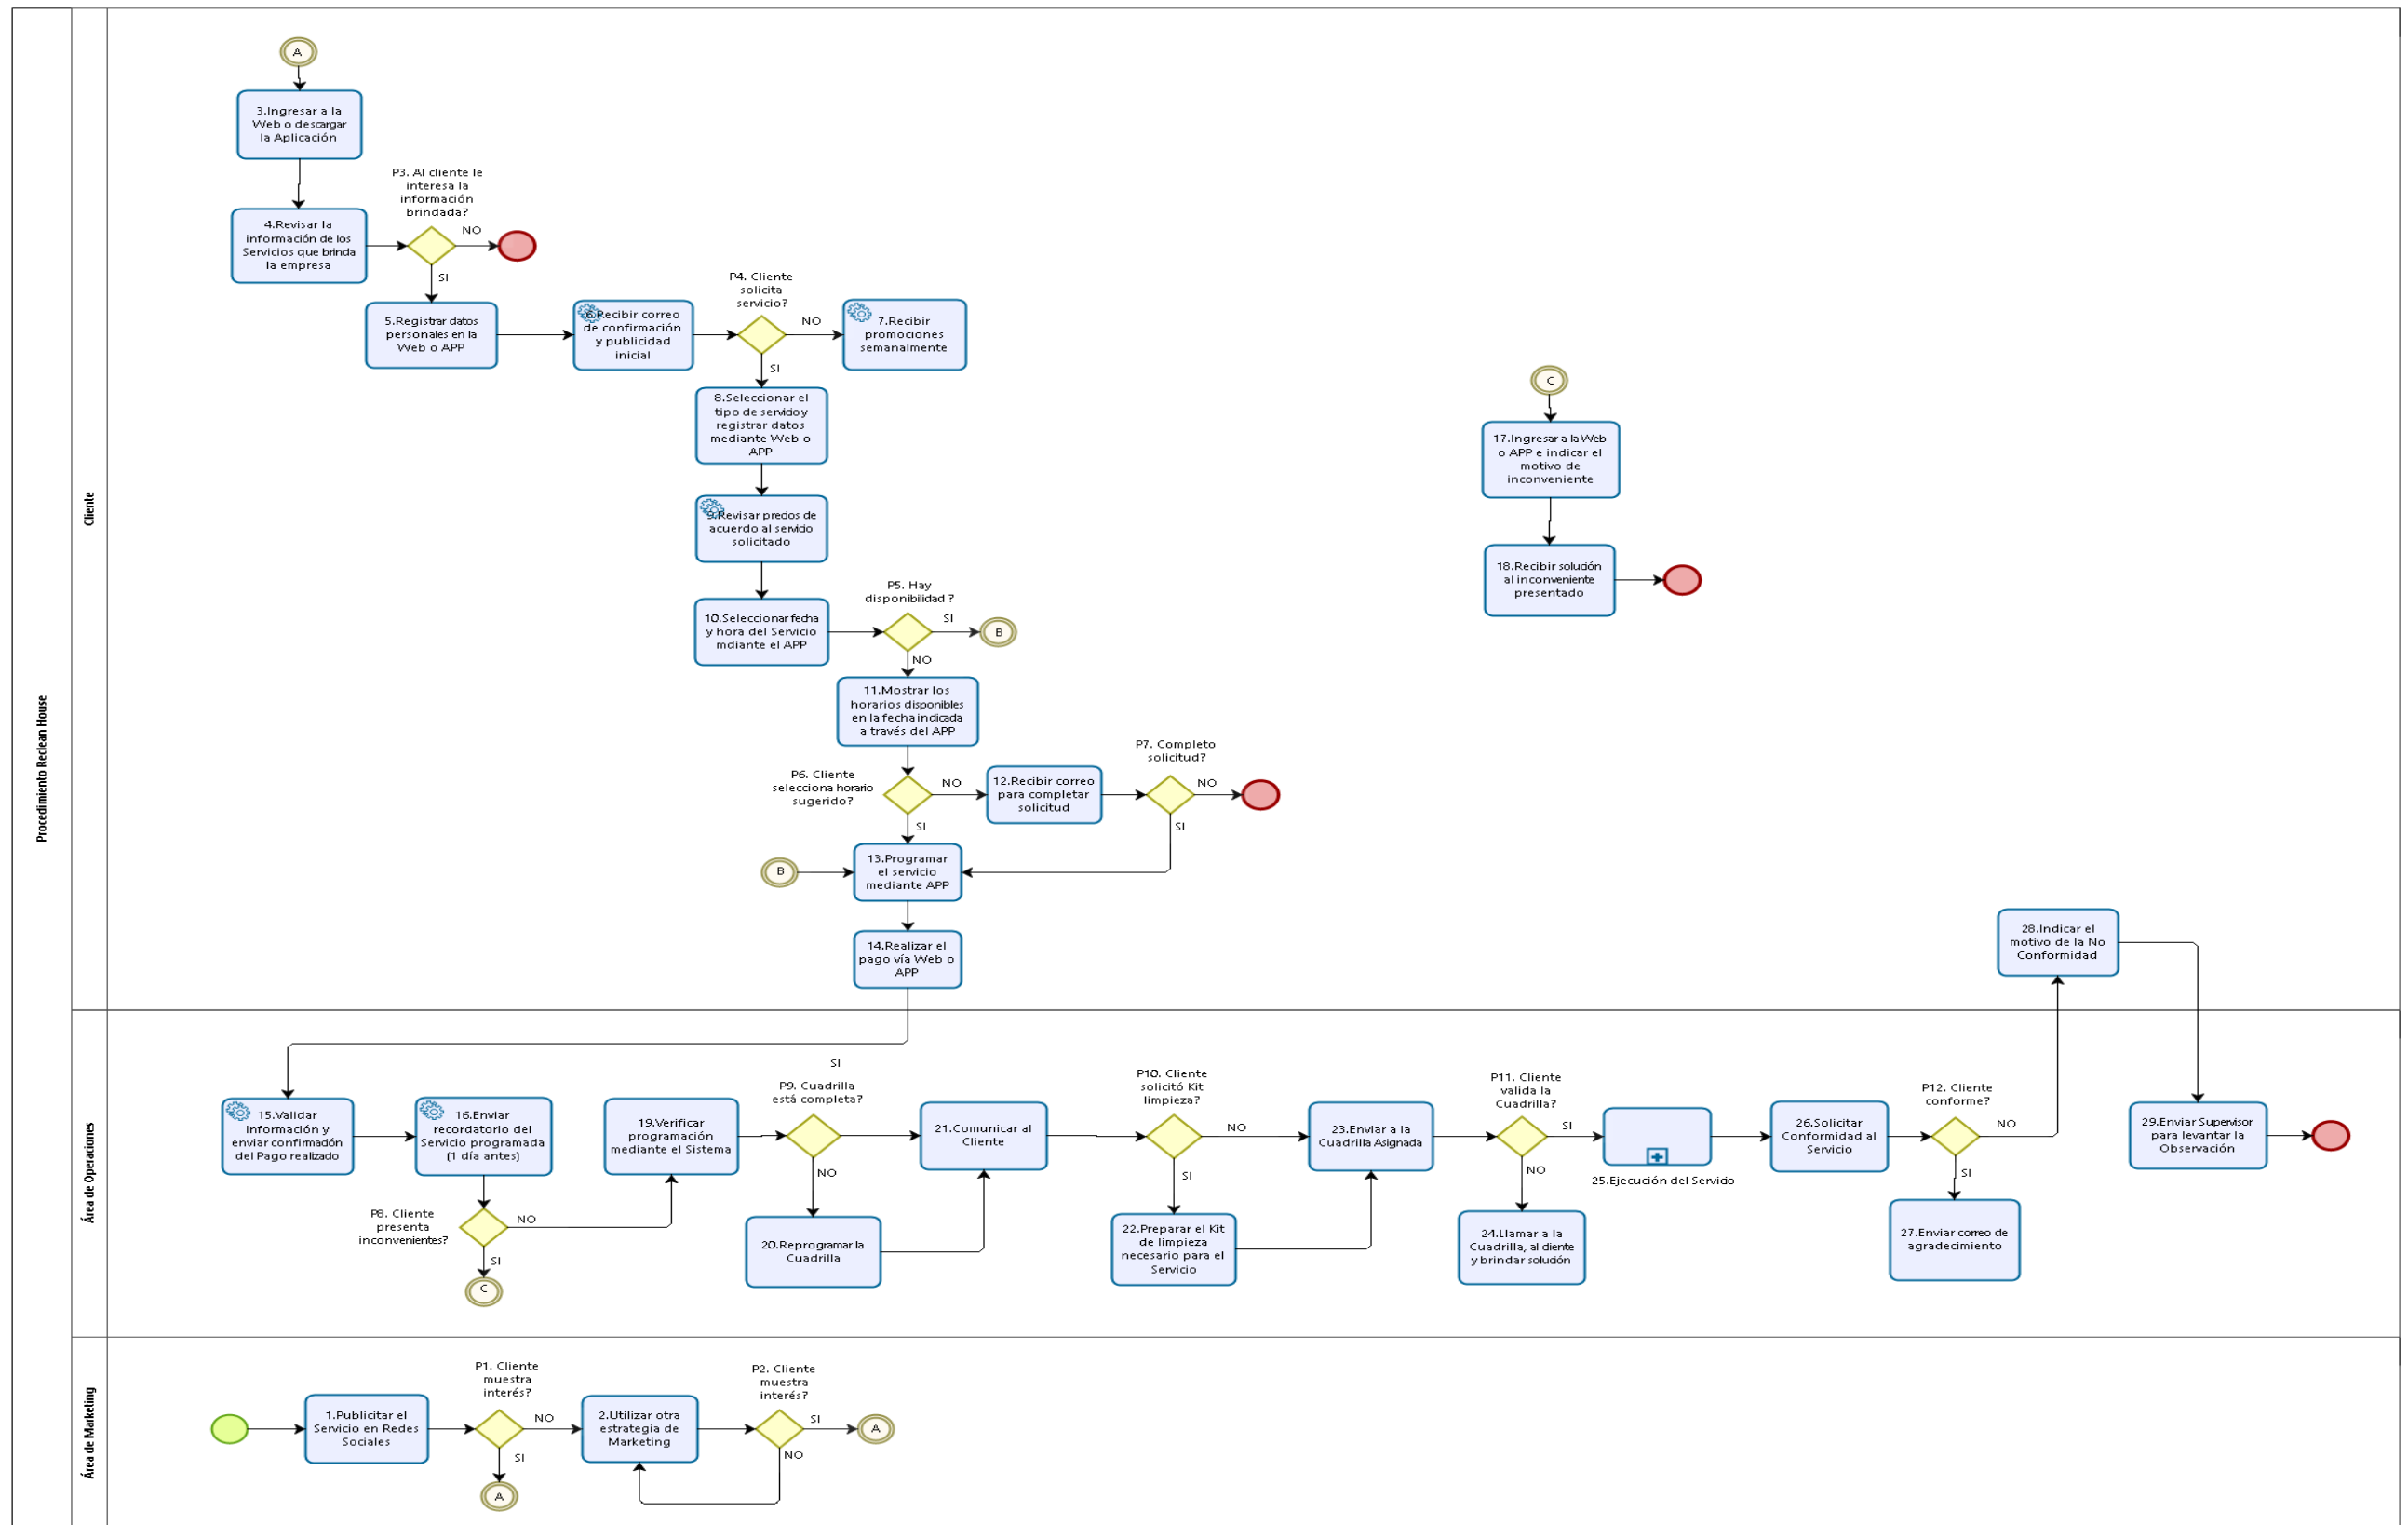 Procedimiento Reclean House
Cliente
A
3.Ingresar a la
Web o descargar
la Aplicación
4.Revisar la
información de los
Servicios que brinda
la empresa
P3. Al cliente le
interesa la
información
brindada?
NO
SI
5.Registrar datos
personales en la
Web o APP
6.Recibir correo
de confirmación
y publicidad
inicial
P4. Cliente
solicita
servicio?
NO
SI
7.Recibir
promociones
semanalmente
8.Seleccionar el
tipo de servicio y
registrar datos
mediante Web o
APP
9.Revisar precios de
acuerdo al servicio
solicitado
10.Seleccionar fecha
y hora del Servicio
mdiante el APP
P5. Hay
disponibilidad ?
SI
B
NO
11.Mostrar los
horarios disponibles
en la fecha indicada
a través del APP
P6. Cliente
selecciona horario
sugerido?
NO
SI
12.Recibir correo
para completar
solicitud
P7. Completo
solicitud?
NO
SI
B
13.Programar
el servicio
mediante APP
14.Realizar el
pago vía Web o
APP
C
17.Ingresar a la Web
o APP e indicar el
motivo de
inconveniente
18.Recibir solución
al inconveniente
presentado
28.Indicar el
motivo de la No
Conformidad
Área de Operaciones
15.Validar
información y
enviar confirmación
del Pago realizado
16.Enviar
recordatorio del
Servicio programada
(1 día antes)
P8. Cliente
presenta
inconvenientes?
NO
SI
C
19.Verificar
programación
mediante el Sistema
SI
P9. Cuadrilla
está completa?
NO
20.Reprogramar la
Cuadrilla
21.Comunicar al
Cliente
P10. Cliente
solicitó Kit
limpieza?
NO
SI
22.Preparar el Kit
de limpieza
necesario para el
Servicio
23.Enviar a la
Cuadrilla Asignada
P11. Cliente
valida la
Cuadrilla?
SI
NO
24.Llamar a la
Cuadrilla, al cliente
y brindar solución
25.Ejecución del Servicio
26.Solicitar
Conformidad al
Servicio
P12. Cliente
conforme?
NO
SI
27.Enviar correo de
agradecimiento
29.Enviar Supervisor
para levantar la
Observación
Área de Marketing
1.Publicitar el
Servicio en Redes
Sociales
P1. Cliente
muestra
interés?
NO
SI
A
2.Utilizar otra
estrategia de
Marketing
P2. Cliente
muestra
interés?
SI
A
NO